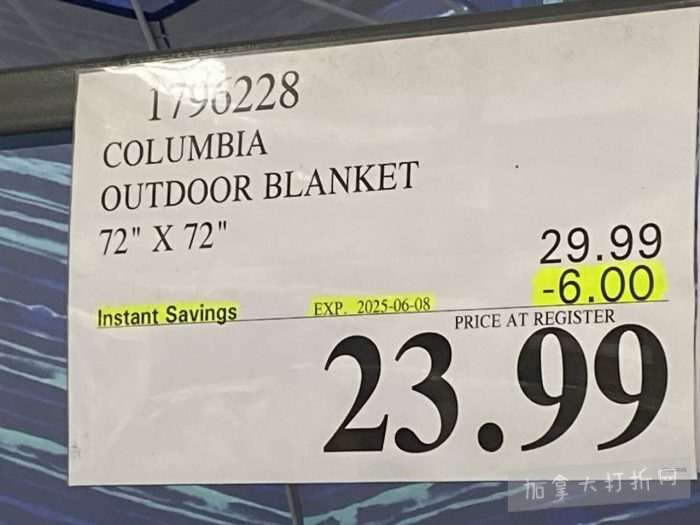 1796228
COLUMBIA
OUTDOOR BLANKET
72" X 72"
29.99
-6.00
Instant Savings EXP. 2025-06-08
PRICE AT REGISTER
23.99
加拿大打折网